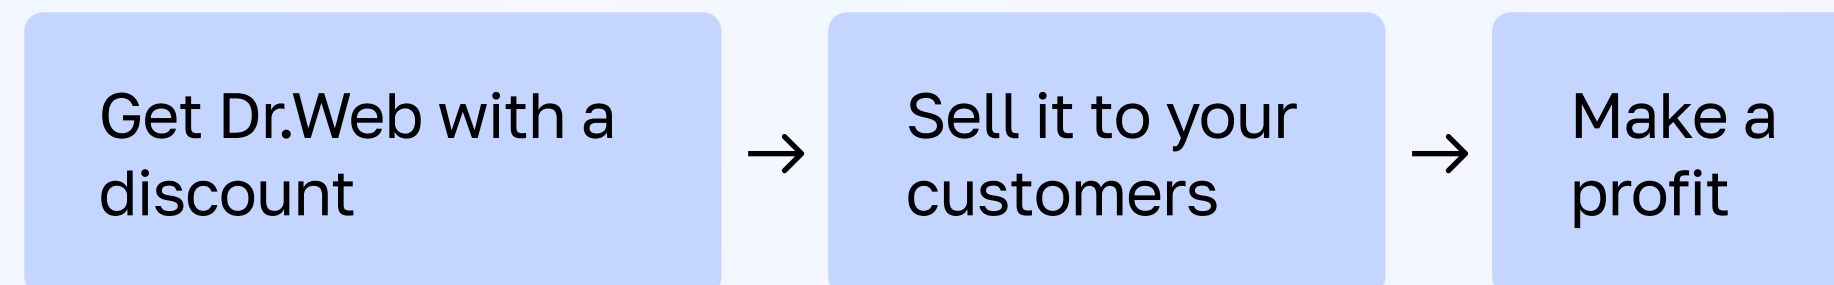 Get Dr.Web with a
discount
Sell it to your
customers
Make a
profit